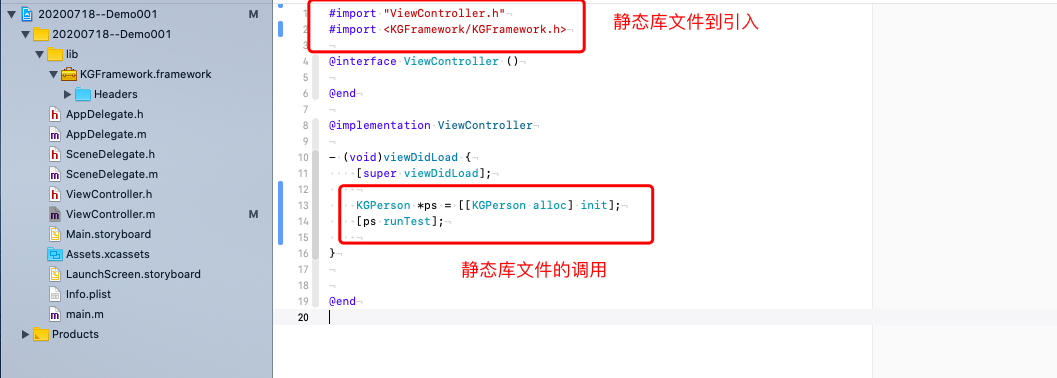 20200718--Demo001 M
20200718--Demo001
lib
KGFramework.framework
Headers
AppDelegate.h
AppDelegate.m
SceneDelegate.h
SceneDelegate.m
ViewController.h
ViewController.m M
Main.storyboard
Assets.xcassets
LaunchScreen.storyboard
Info.plist
main.m
Products
1 #import "ViewController.h"
2 #import <KGFramework/KGFramework.h>
3
4 @interface ViewController ()
5
6 @end
7
8 @implementation ViewController
9
10 - (void)viewDidLoad {
11 [super viewDidLoad];
12
13 KGPerson *ps = [[KGPerson alloc] init];
14 [ps runTest];
15
16 }
17
18
19 @end
20
静态库文件到引入
静态库文件的调用